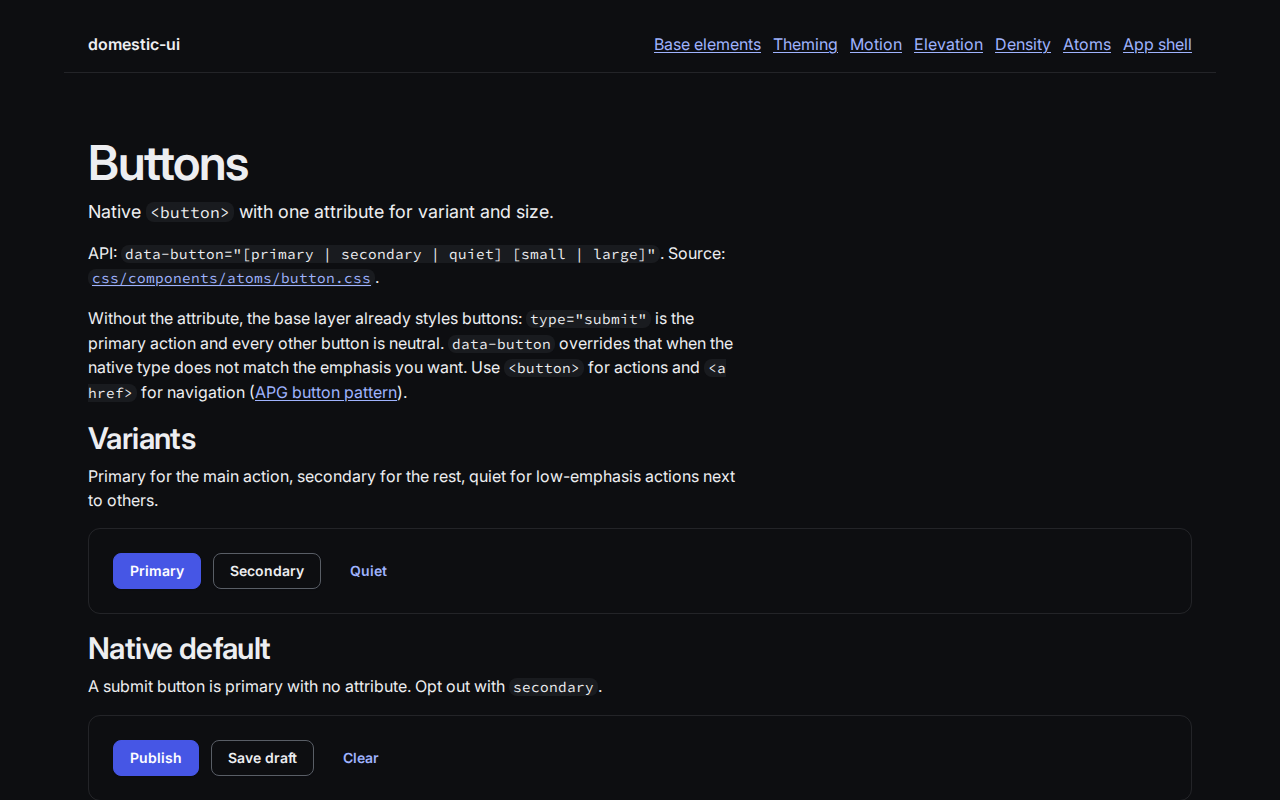 domestic-ui
Base elements Theming Motion Elevation Density Atoms App shell
Buttons
Native <button> with one attribute for variant and size.
API: data-button="[primary | secondary | quiet] [small | large]". Source:
css/components/atoms/button.css.
Without the attribute, the base layer already styles buttons: type="submit" is the
primary action and every other button is neutral. data-button overrides that when the
native type does not match the emphasis you want. Use <button> for actions and <a
href> for navigation (APG button pattern).
Variants
Primary for the main action, secondary for the rest, quiet for low-emphasis actions next
to others.
Primary Secondary Quiet
Native default
A submit button is primary with no attribute. Opt out with secondary.
Publish Save draft Clear